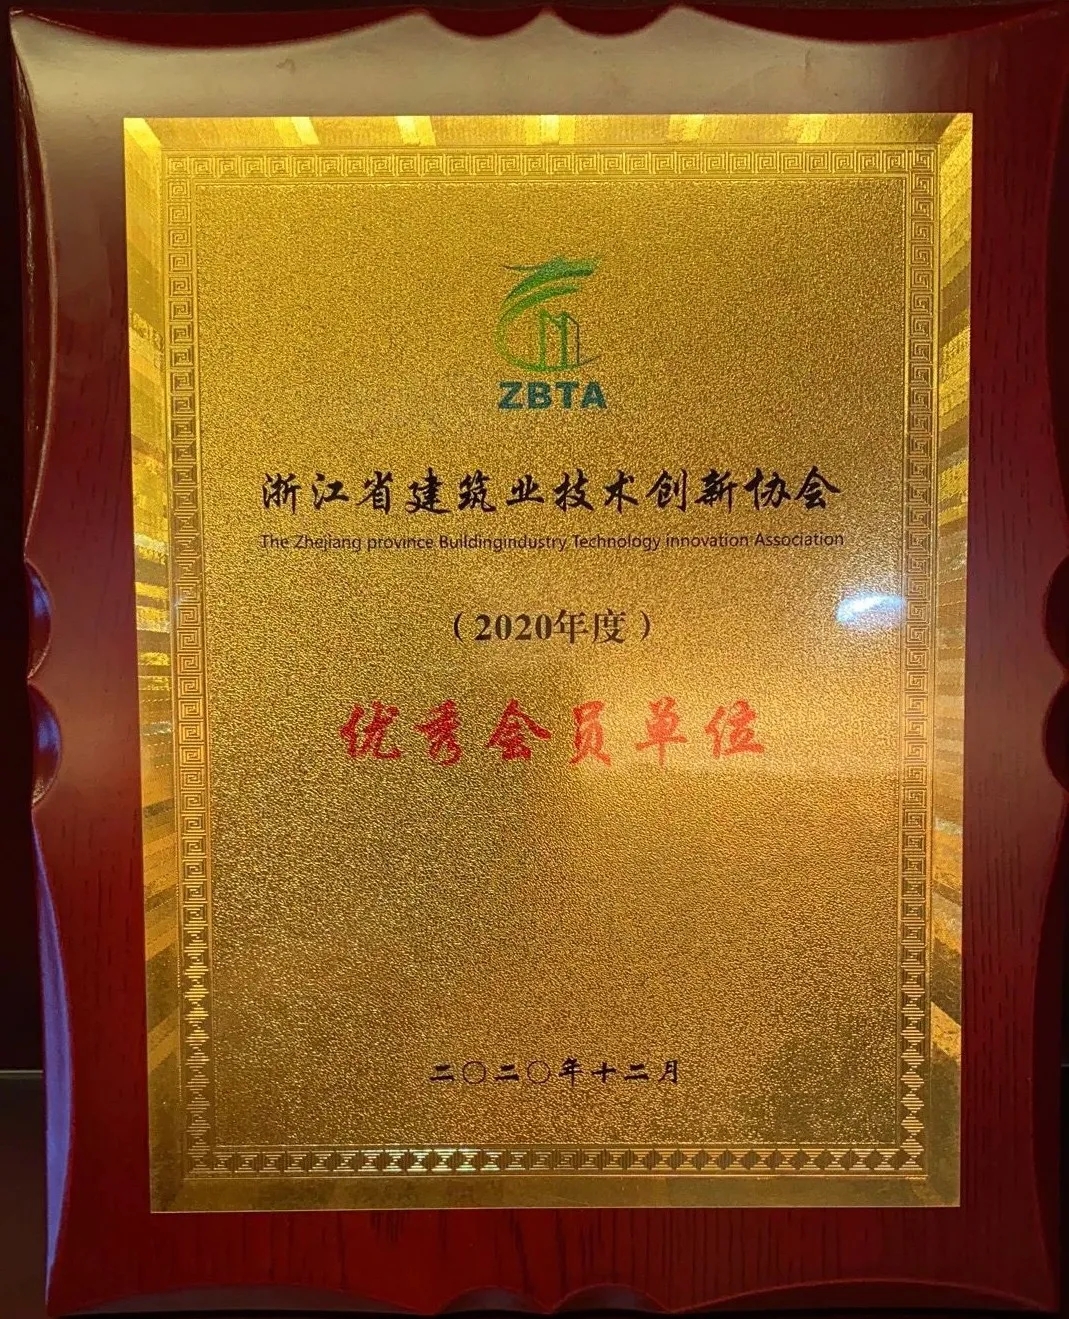 ZBTA
浙江省建筑业技术创新协会
The Zhejiang province Buildingindustry Technology innovation Association
（2020年度）
优秀会员单位
二〇二〇年十二月